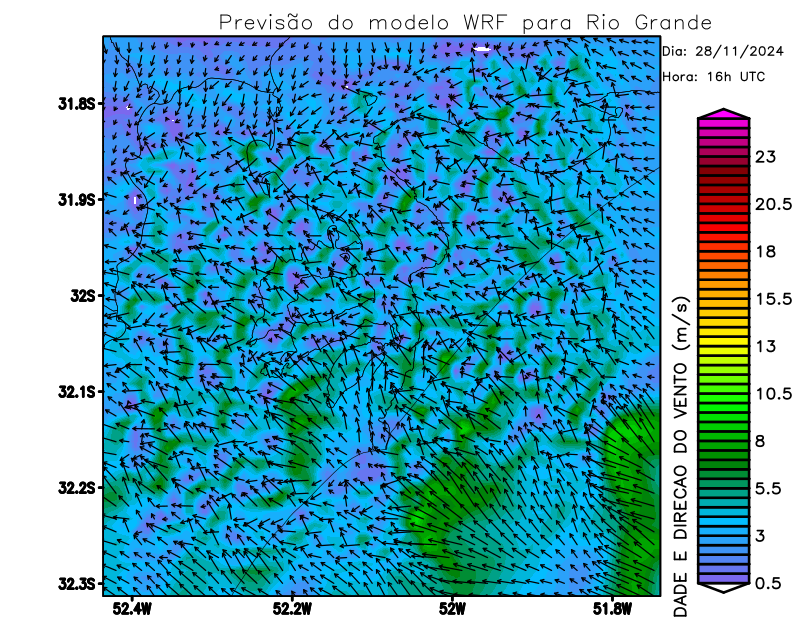 Previsão do modelo WRF para Rio Grande
Dia: 28/11/2024
Hora: 16h UTC
31.8S
31.9S
32S
32.1S
32.2S
32.3S
52.4W
52.2W
52W
51.8W
23
20.5
18
15.5
13
10.5
8
5.5
3
0.5
DADE E DIRECAO DO VENTO (m/s)